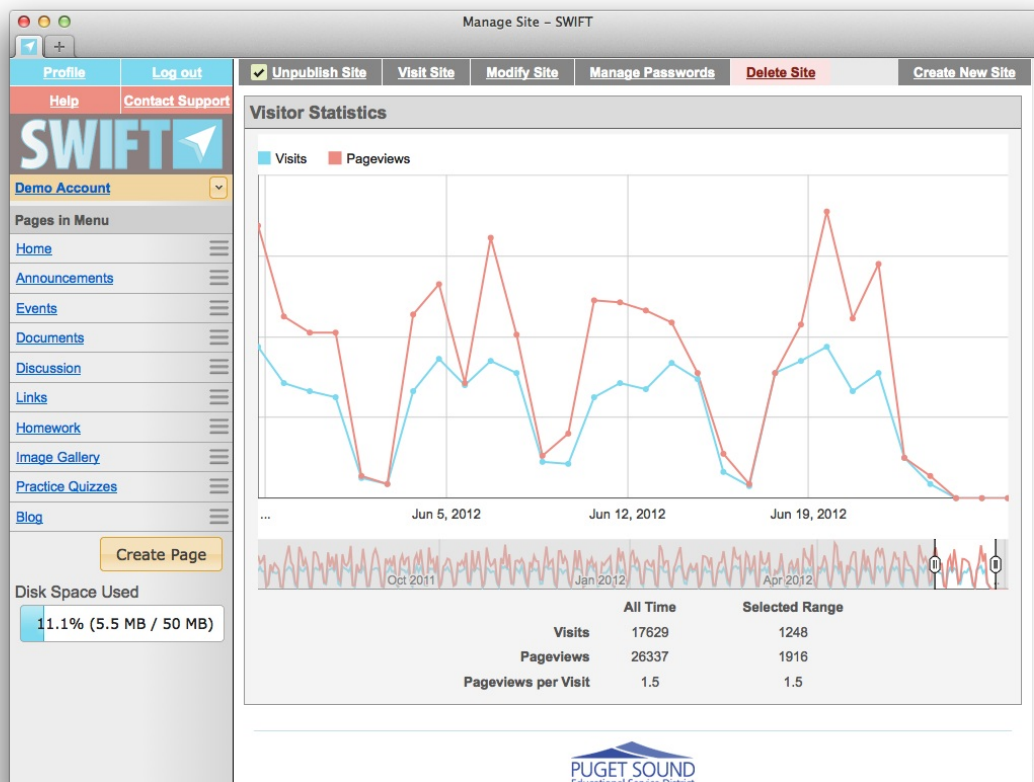 Manage Site – SWIFT
Profile Log out
Help Contact Support
SWIFT
Demo Account
Pages in Menu
Home
Announcements
Events
Documents
Discussion
Links
Homework
Image Gallery
Practice Quizzes
Blog
Create Page
Disk Space Used
11.1% (5.5 MB / 50 MB)
Unpublish Site Visit Site Modify Site Manage Passwords Delete Site Create New Site
Visitor Statistics
Visits Pageviews
... Jun 5, 2012 Jun 12, 2012 Jun 19, 2012
Oct 2011 Jan 2012 Apr 2012 ...
All Time Selected Range
Visits 17629 1248
Pageviews 26337 1916
Pageviews per Visit 1.5 1.5
PUGET SOUND
Educational Service District